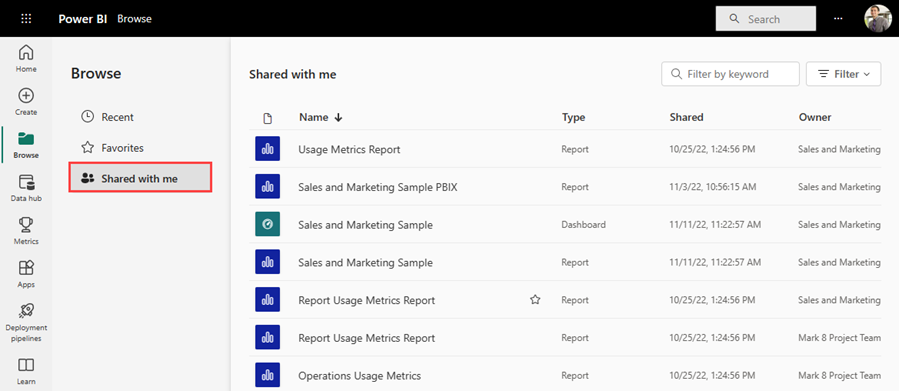 Power BI Browse Search ...
Home
Create
Browse
Data hub
Metrics
Apps
Deployment
pipelines
Learn
Browse
Recent
Favorites
Shared with me
Shared with me Filter by keyword Filter
Name Type Shared Owner
Usage Metrics Report Report 10/25/22, 1:24:56 PM Sales and Marketing
Sales and Marketing Sample PBIX Report 11/3/22, 10:56:15 AM Sales and Marketing
Sales and Marketing Sample Dashboard 11/11/22, 11:22:57 AM Sales and Marketing
Sales and Marketing Sample Report 11/11/22, 11:22:57 AM Sales and Marketing
Report Usage Metrics Report Report 10/25/22, 1:24:56 PM Sales and Marketing
Report Usage Metrics Report Report 10/25/22, 1:24:56 PM Mark 8 Project Team
Operations Usage Metrics Report 10/25/22, 1:24:56 PM Mark 8 Project Team